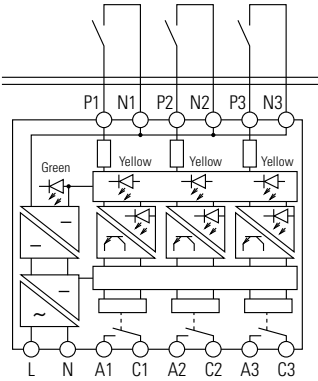 P1 N1 P2 N2 P3 N3
Green Yellow Yellow Yellow
L N A1 C1 A2 C2 A3 C3